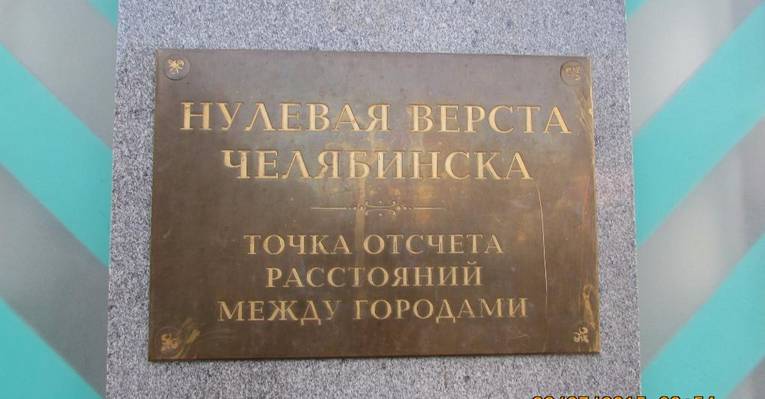 НУЛЕВАЯ ВЕРСТА
ЧЕЛЯБИНСКА
ТОЧКА ОТСЧЕТА
РАССТОЯНИЙ
МЕЖДУ ГОРОДАМИ